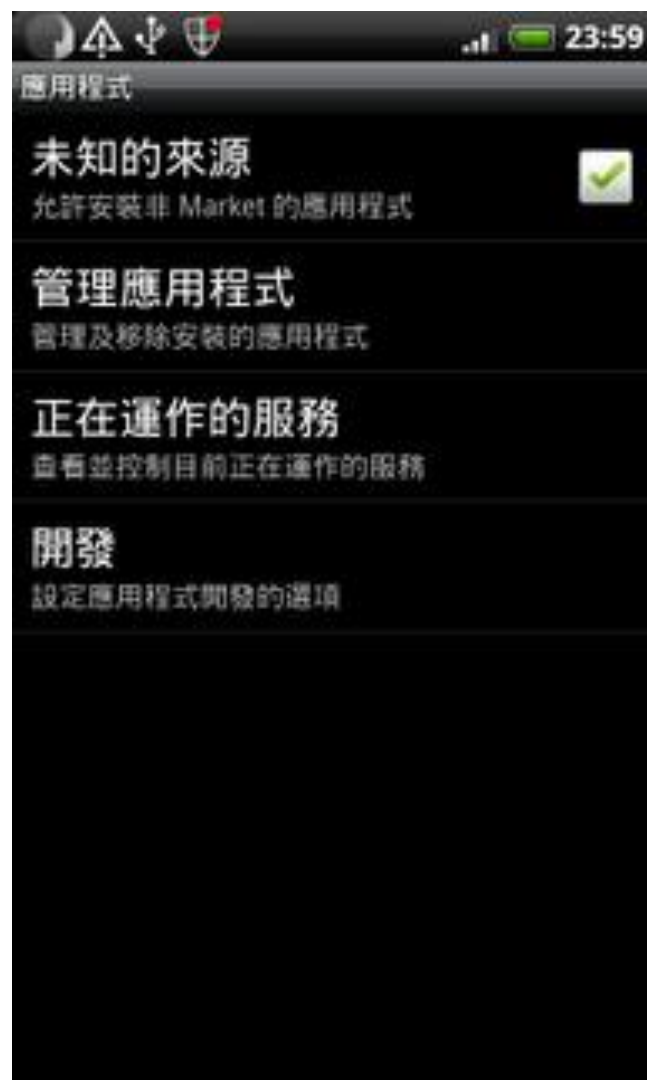 23:59
應用程式
未知的來源
允許安裝非 Market 的應用程式
管理應用程式
管理及移除安裝的應用程式
正在運作的服務
查看並控制目前正在運作的服務
開發
設定應用程式開發的選項